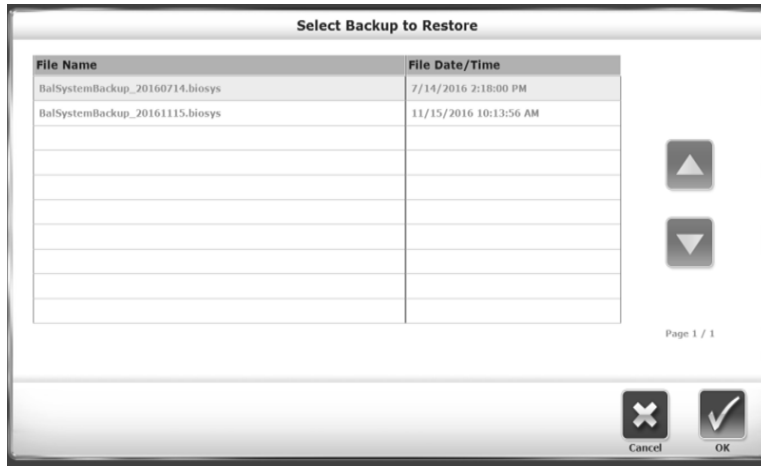 Select Backup to Restore
File Name File Date/Time
BalSystemBackup_20160714.biosys 7/14/2016 2:18:00 PM
BalSystemBackup_20161115.biosys 11/15/2016 10:13:56 AM
Page 1 / 1
Cancel OK